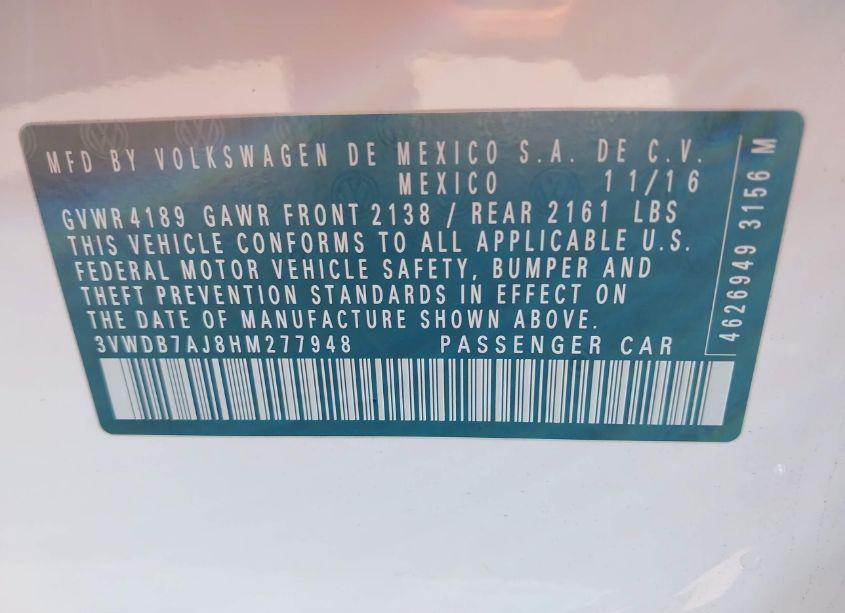 MFD BY VOLKSWAGEN DE MEXICO S.A. DE C.V.
MEXICO 11/16
GVWR 4189 GAWR FRONT 2138 / REAR 2161 LBS
THIS VEHICLE CONFORMS TO ALL APPLICABLE U.S.
FEDERAL MOTOR VEHICLE SAFETY, BUMPER AND
THEFT PREVENTION STANDARDS IN EFFECT ON
THE DATE OF MANUFACTURE SHOWN ABOVE.
3VWDB7AJ8HM277948 PASSENGER CAR
4626949 3156 M